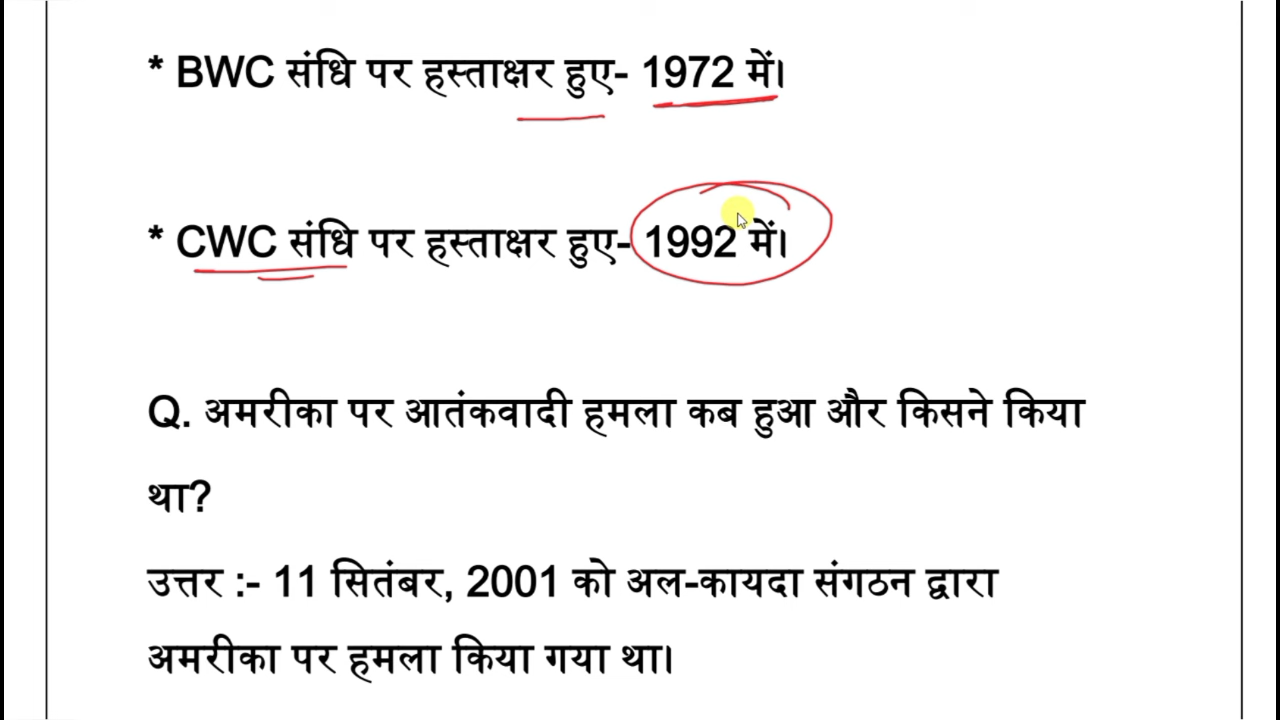 * BWC संधि पर हस्ताक्षर हुए- 1972 में।
* CWC संधि पर हस्ताक्षर हुए- 1992 में।
Q. अमरीका पर आतंकवादी हमला कब हुआ और किसने किया
था?
उत्तर :- 11 सितंबर, 2001 को अल-कायदा संगठन द्वारा
अमरीका पर हमला किया गया था।